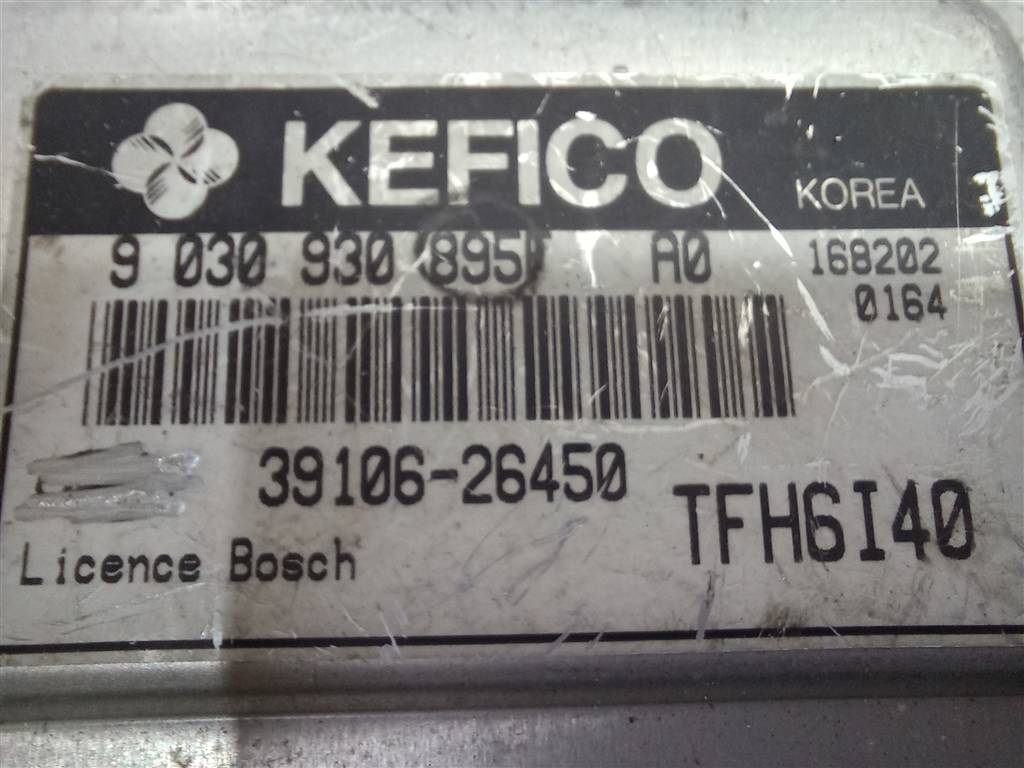 KEFICO
KOREA
9 030 930 895F A0 168202
0164
39106-26450
TFH6I40
Licence Bosch